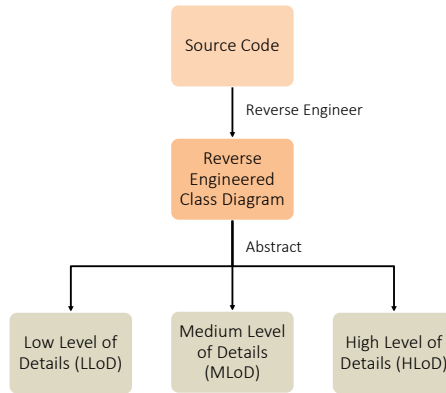 Source Code
Reverse Engineer
Reverse
Engineered
Class Diagram
Abstract
Low Level of
Details (LLoD)
Medium Level
of Details
(MLoD)
High Level of
Details (HLoD)